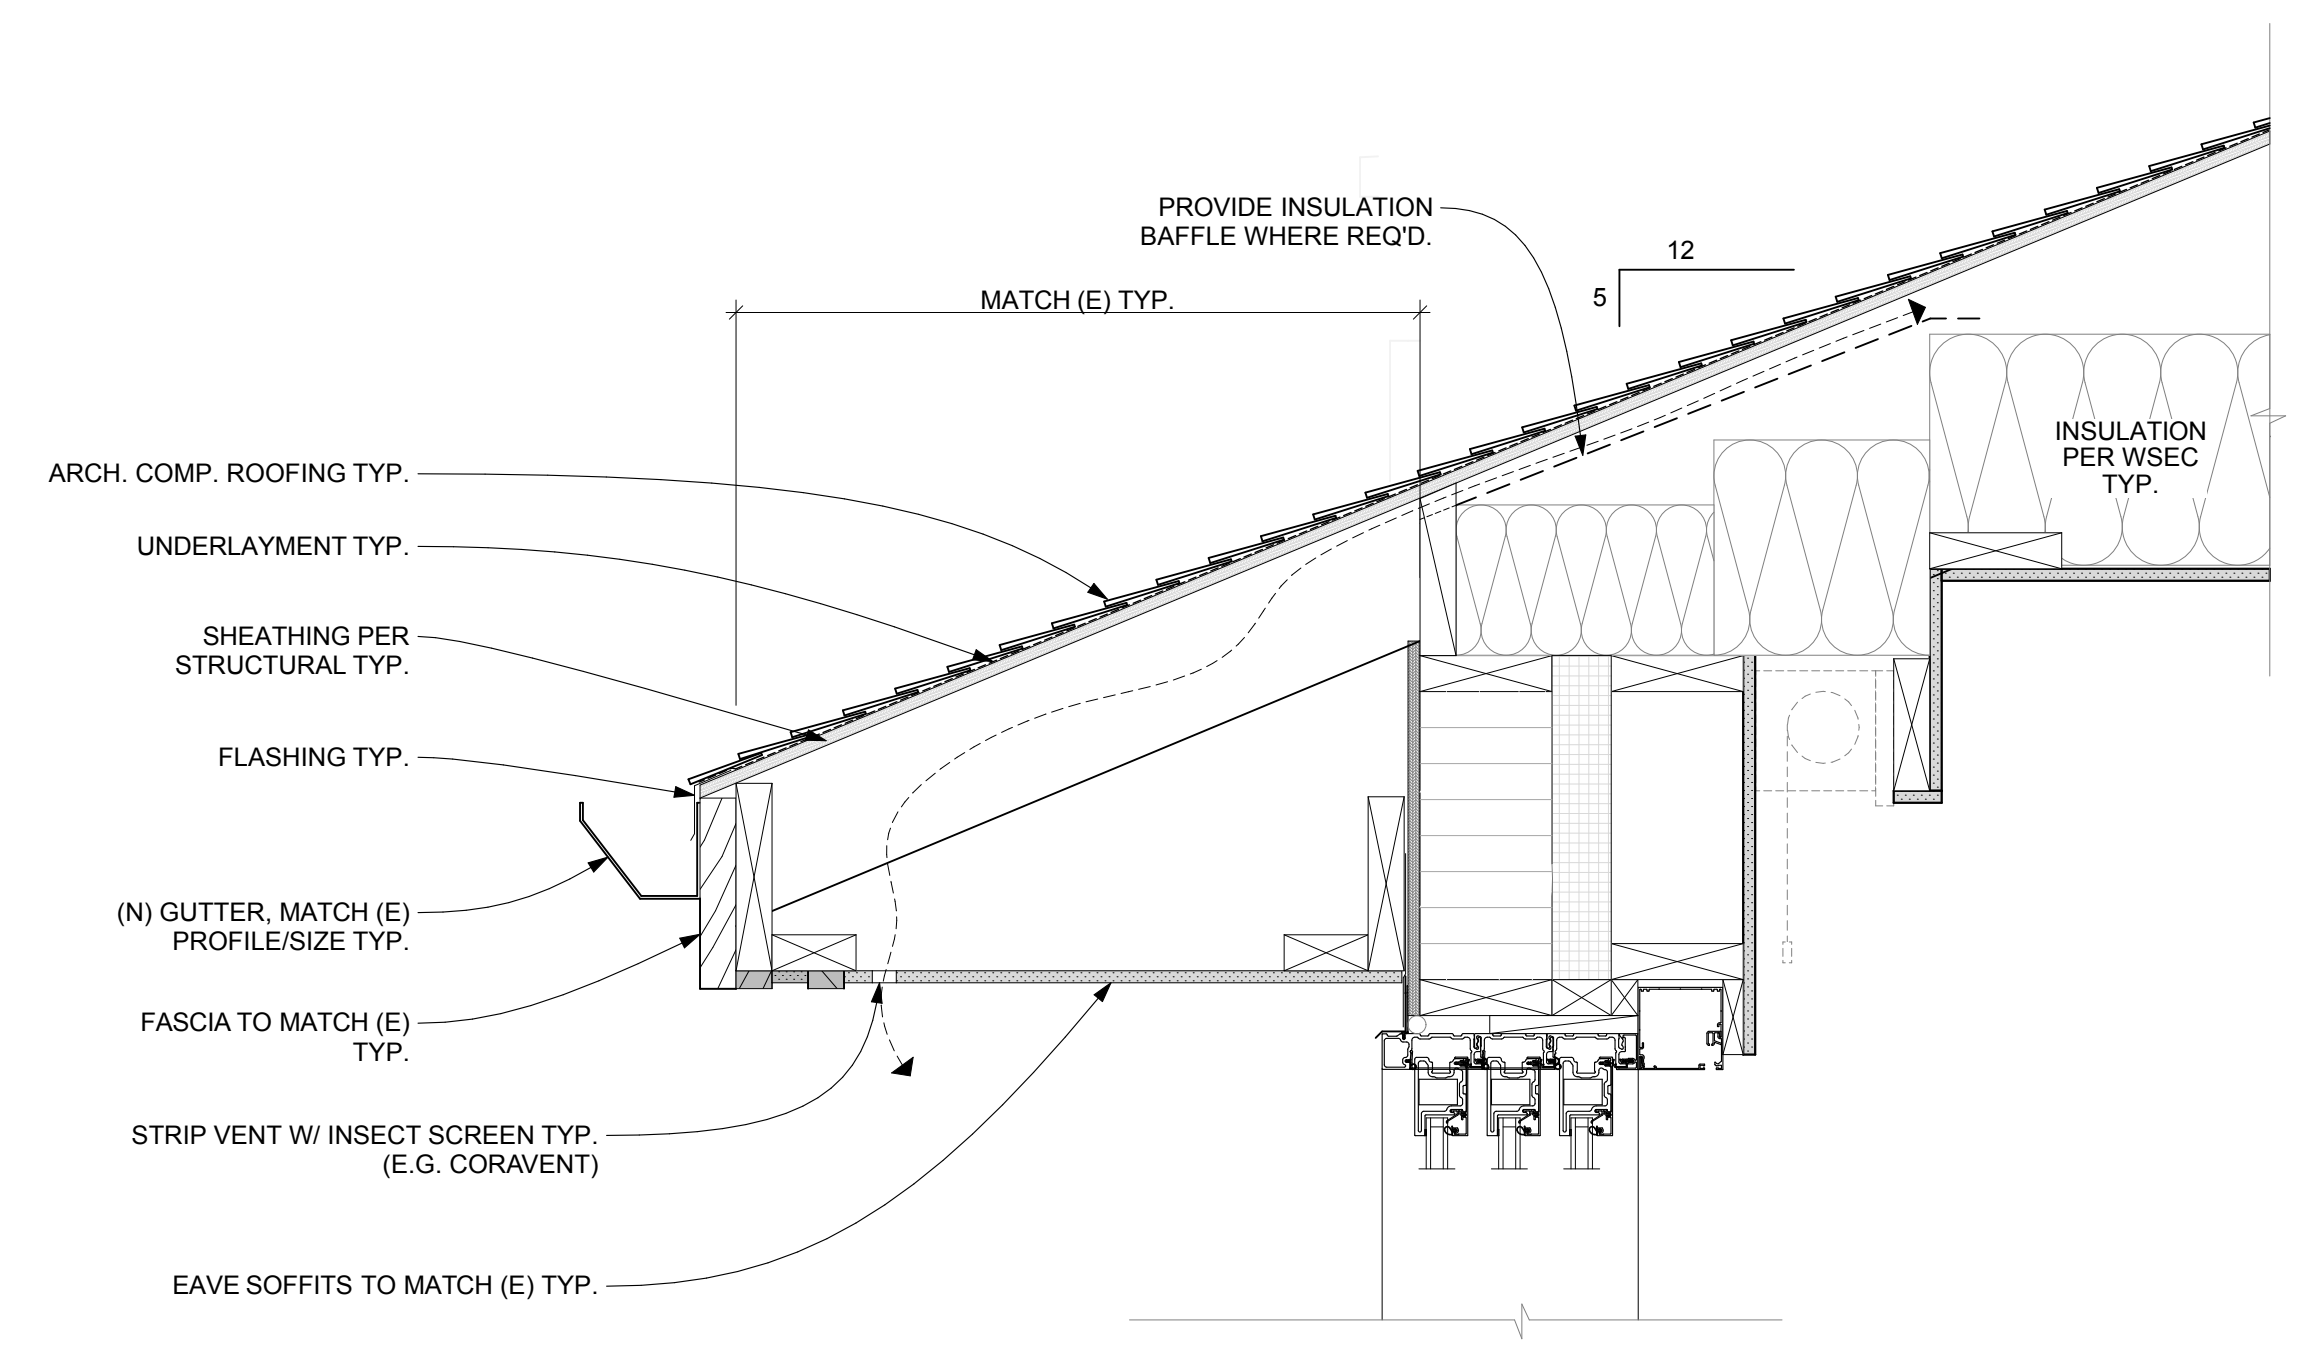 PROVIDE INSULATION
BAFFLE WHERE REQ'D.
12
5
MATCH (E) TYP.
INSULATION
PER WSEC
TYP.
ARCH. COMP. ROOFING TYP.
UNDERLAYMENT TYP.
SHEATHING PER
STRUCTURAL TYP.
FLASHING TYP.
(N) GUTTER, MATCH (E)
PROFILE/SIZE TYP.
FASCIA TO MATCH (E)
TYP.
STRIP VENT W/ INSECT SCREEN TYP.
(E.G. CORAVENT)
EAVE SOFFITS TO MATCH (E) TYP.